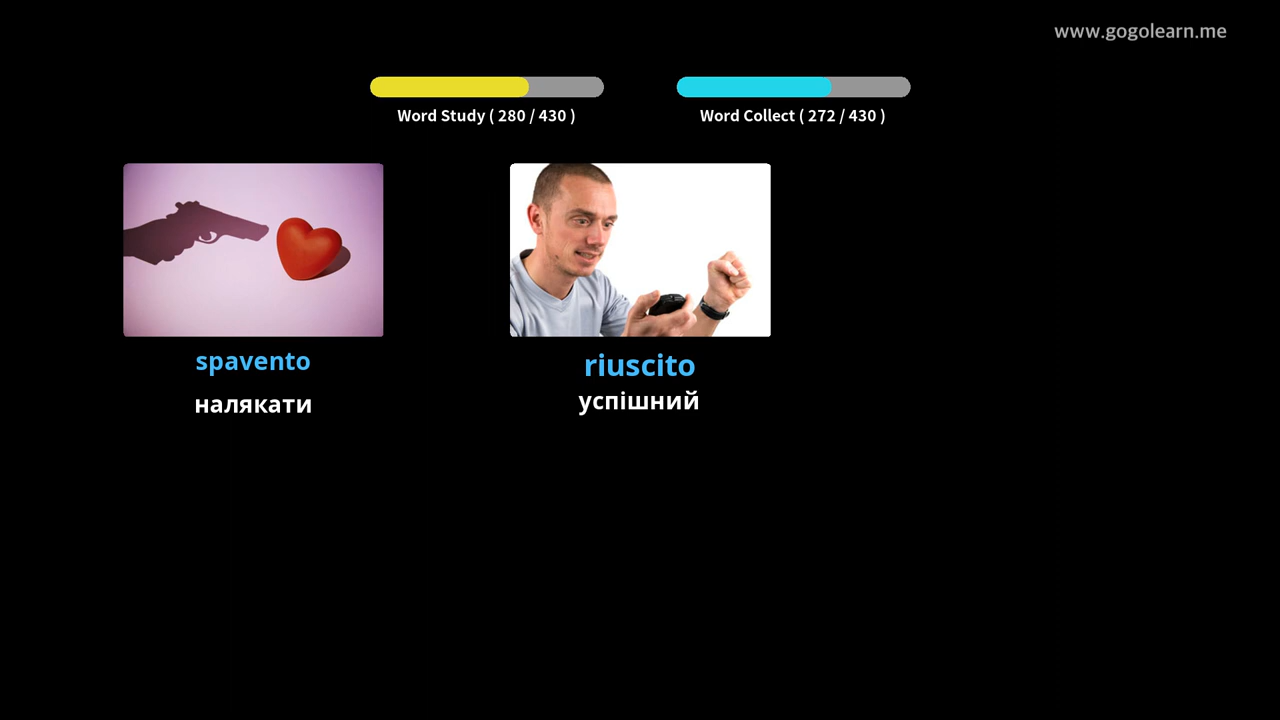 www.gogolearn.me
Word Study ( 280 / 430 )
Word Collect ( 272 / 430 )
spavento
налякати
riuscito
успішний